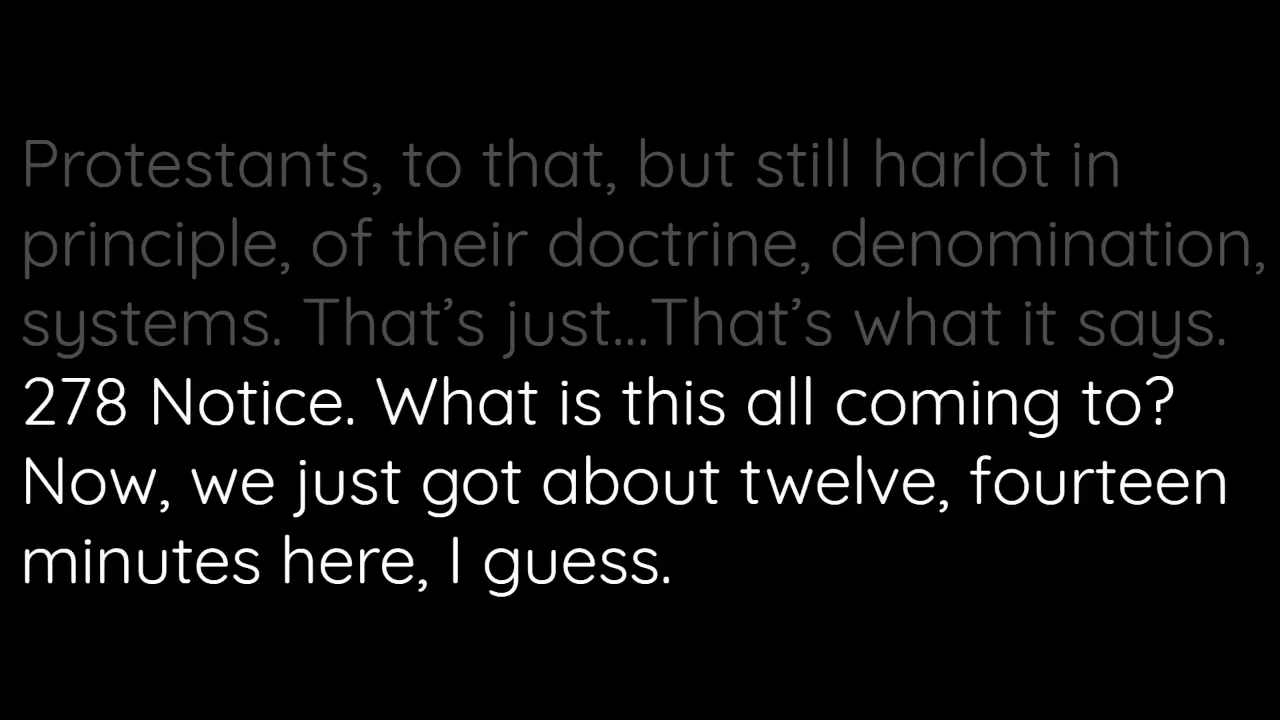 Protestants, to that, but still harlot in
principle, of their doctrine, denomination,
systems. That’s just...That’s what it says.
278 Notice. What is this all coming to?
Now, we just got about twelve, fourteen
minutes here, I guess.